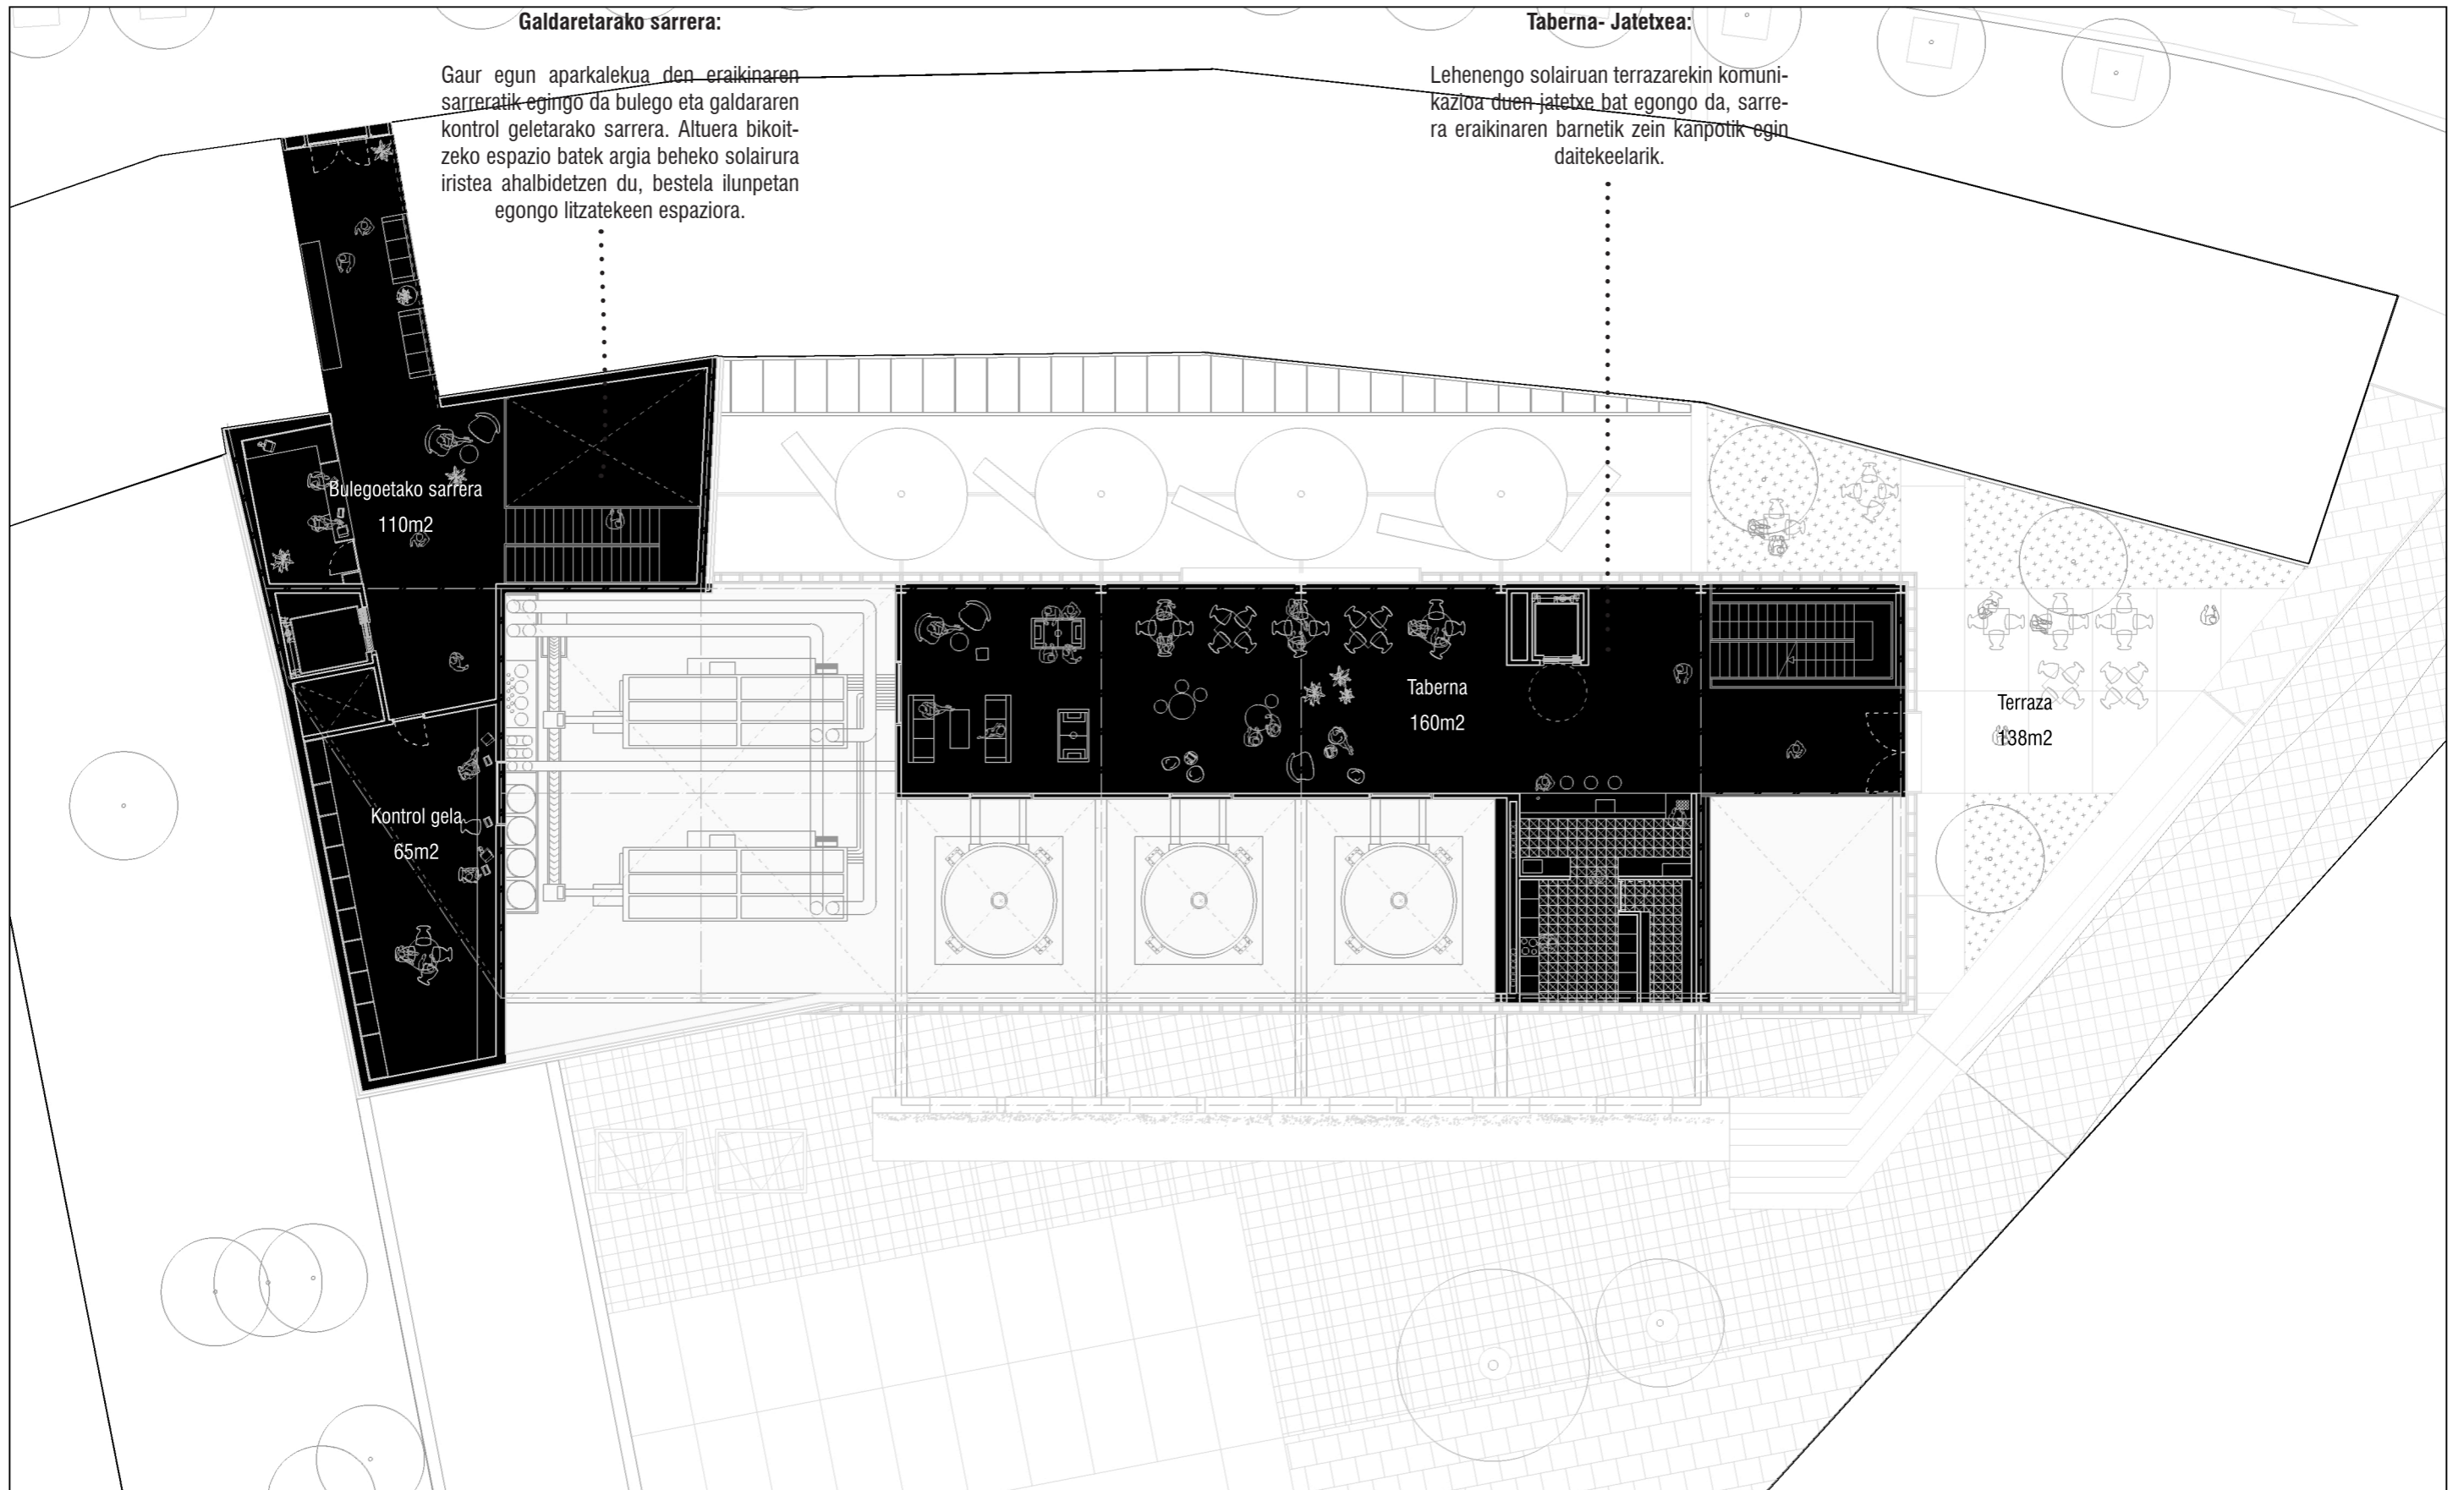 Galdaretarako sarrera:
Gaur egun aparkalekua den eraikinaren
sarreratik egingo da bulego eta galdararen
kontrol geletarako sarrera. Altuera bikoit-
zeko espazio batek argia beheko solairura
iristea ahalbidetzen du, bestela ilunpetan
egongo litzatekeen espaziora.
Taberna- Jatetxea:
Lehenengo solairuan terrazarekin komuni-
kazioa duen jatetxe bat egongo da, sarre-
ra eraikinaren barnetik zein kanpotik egin
daitekeelarik.
Bulegoetako sarrera
110m2
Kontrol gela
65m2
Taberna
160m2
Terraza
138m2